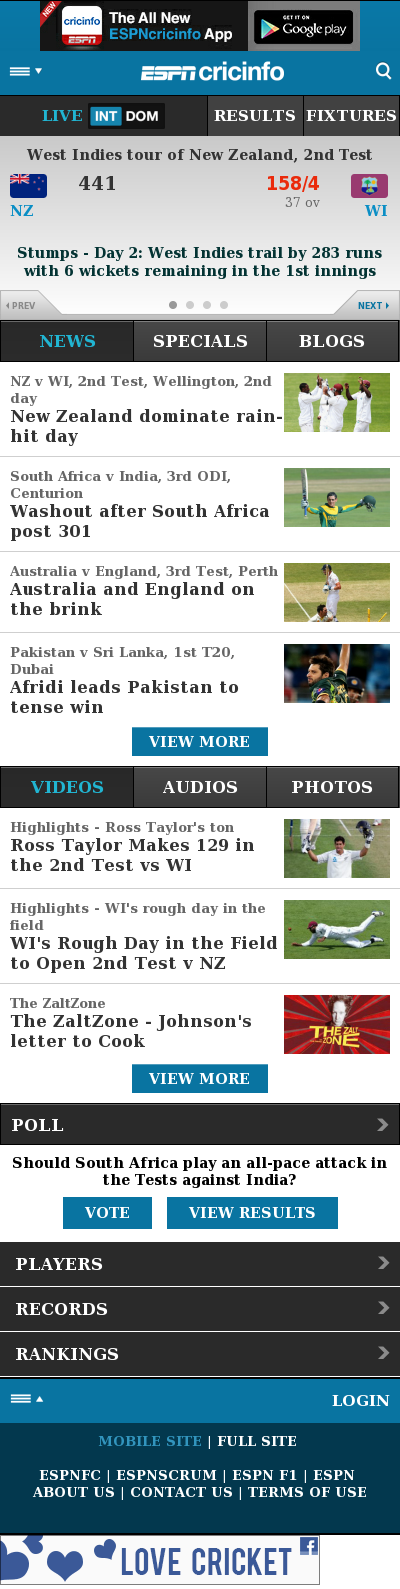 NEW
cricinfo
ESPN
The All New
ESPNcricinfo App
GET IT ON
Google play
ESPN cricinfo
LIVE INT DOM RESULTS FIXTURES
West Indies tour of New Zealand, 2nd Test
441 158/4
37 ov
NZ WI
Stumps - Day 2: West Indies trail by 283 runs
with 6 wickets remaining in the 1st innings
PREV NEXT
NEWS SPECIALS BLOGS
NZ v WI, 2nd Test, Wellington, 2nd
day
New Zealand dominate rain-
hit day
South Africa v India, 3rd ODI,
Centurion
Washout after South Africa
post 301
Australia v England, 3rd Test, Perth
Australia and England on
the brink
Pakistan v Sri Lanka, 1st T20,
Dubai
Afridi leads Pakistan to
tense win
VIEW MORE
VIDEOS AUDIOS PHOTOS
Highlights - Ross Taylor's ton
Ross Taylor Makes 129 in
the 2nd Test vs WI
Highlights - WI's rough day in the
field
WI's Rough Day in the Field
to Open 2nd Test v NZ
The ZaltZone
The ZaltZone - Johnson's
letter to Cook
THE ZALT
ZONE
VIEW MORE
POLL
Should South Africa play an all-pace attack in
the Tests against India?
VOTE VIEW RESULTS
PLAYERS
RECORDS
RANKINGS
LOGIN
MOBILE SITE | FULL SITE
ESPNFC | ESPNSCRUM | ESPN F1 | ESPN
ABOUT US | CONTACT US | TERMS OF USE
LOVE CRICKET
f